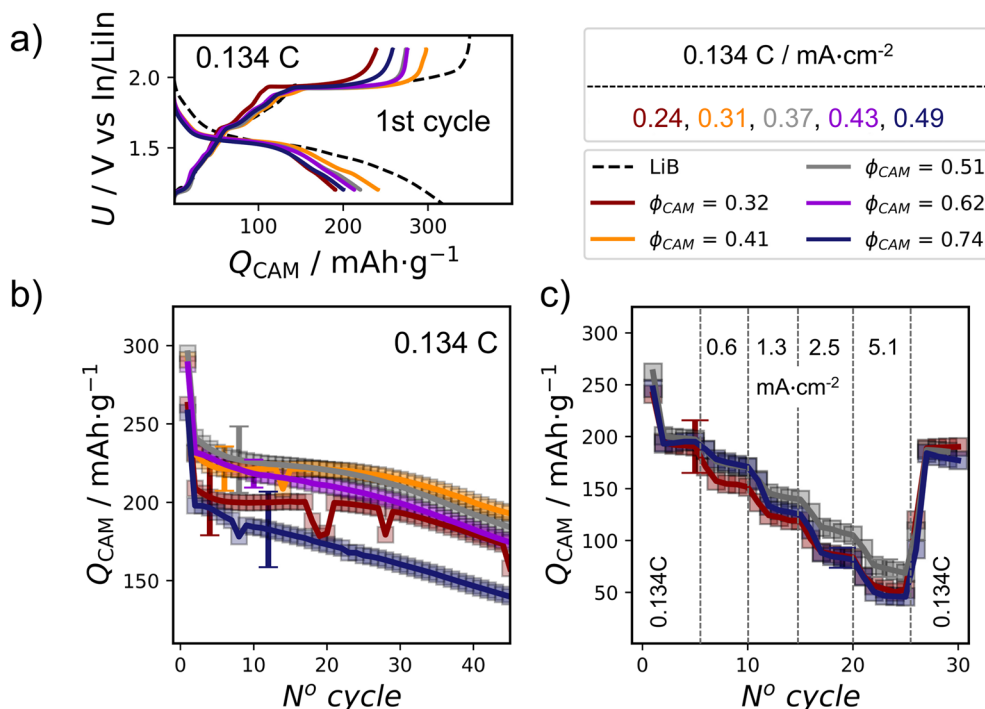 a)
0.134 C
1st cycle
2.0
1.5
U / V vs In/LiIn
100
200
300
Q_CAM / mAh·g⁻¹
0.134 C / mA·cm⁻²
0.24, 0.31, 0.37, 0.43, 0.49
LiB
ϕ_CAM = 0.32
ϕ_CAM = 0.41
ϕ_CAM = 0.51
ϕ_CAM = 0.62
ϕ_CAM = 0.74
b)
0.134 C
300
250
200
150
Q_CAM / mAh·g⁻¹
0
10
20
30
40
Nº cycle
c)
0.6
1.3
2.5
5.1
mA·cm⁻²
300
250
200
150
100
50
Q_CAM / mAh·g⁻¹
0.134C
0.134C
0
10
20
30
Nº cycle